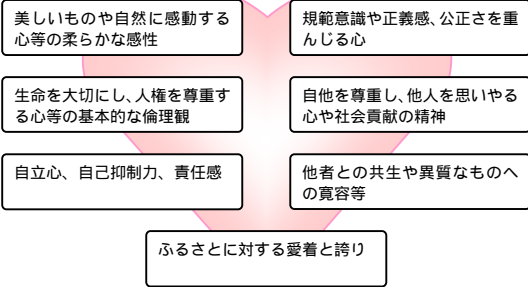 美しいものや自然に感動する
心等の柔らかな感性
規範意識や正義感、公正さを重
んじる心
生命を大切にし、人権を尊重す
る心等の基本的な倫理観
自他を尊重し、他人を思いやる
心や社会貢献の精神
自立心、自己抑制力、責任感
他者との共生や異質なものへ
の寛容等
ふるさとに対する愛着と誇り